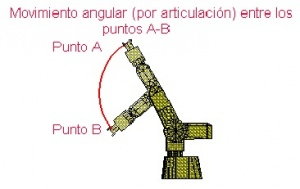 Movimiento angular (por articulación) entre los
puntos A-B
Punto A
Punto B